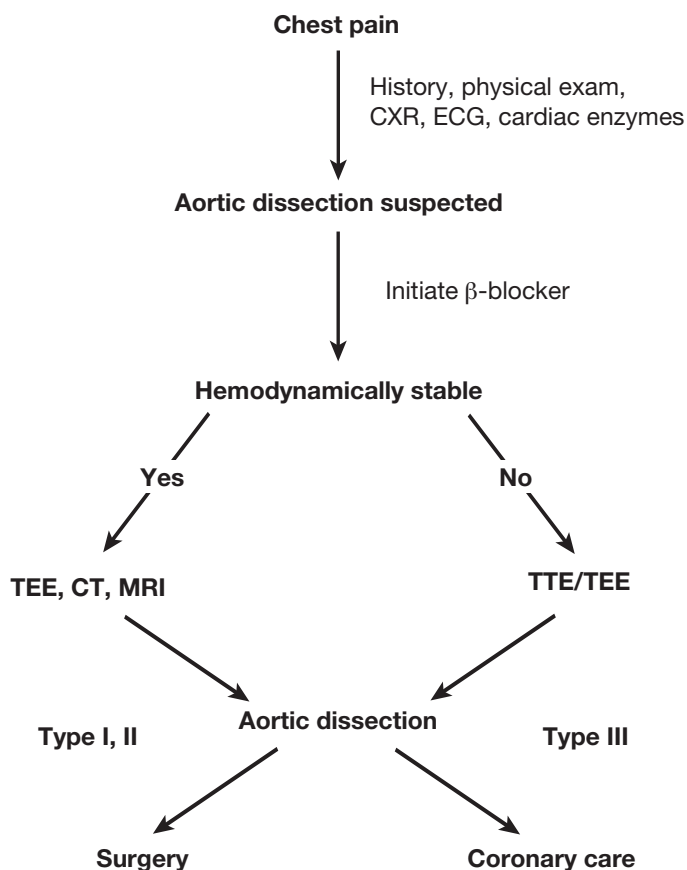 Chest pain
History, physical exam,
CXR, ECG, cardiac enzymes
Aortic dissection suspected
Initiate β-blocker
Hemodynamically stable
Yes
No
TEE, CT, MRI
TTE/TEE
Aortic dissection
Type I, II
Type III
Surgery
Coronary care